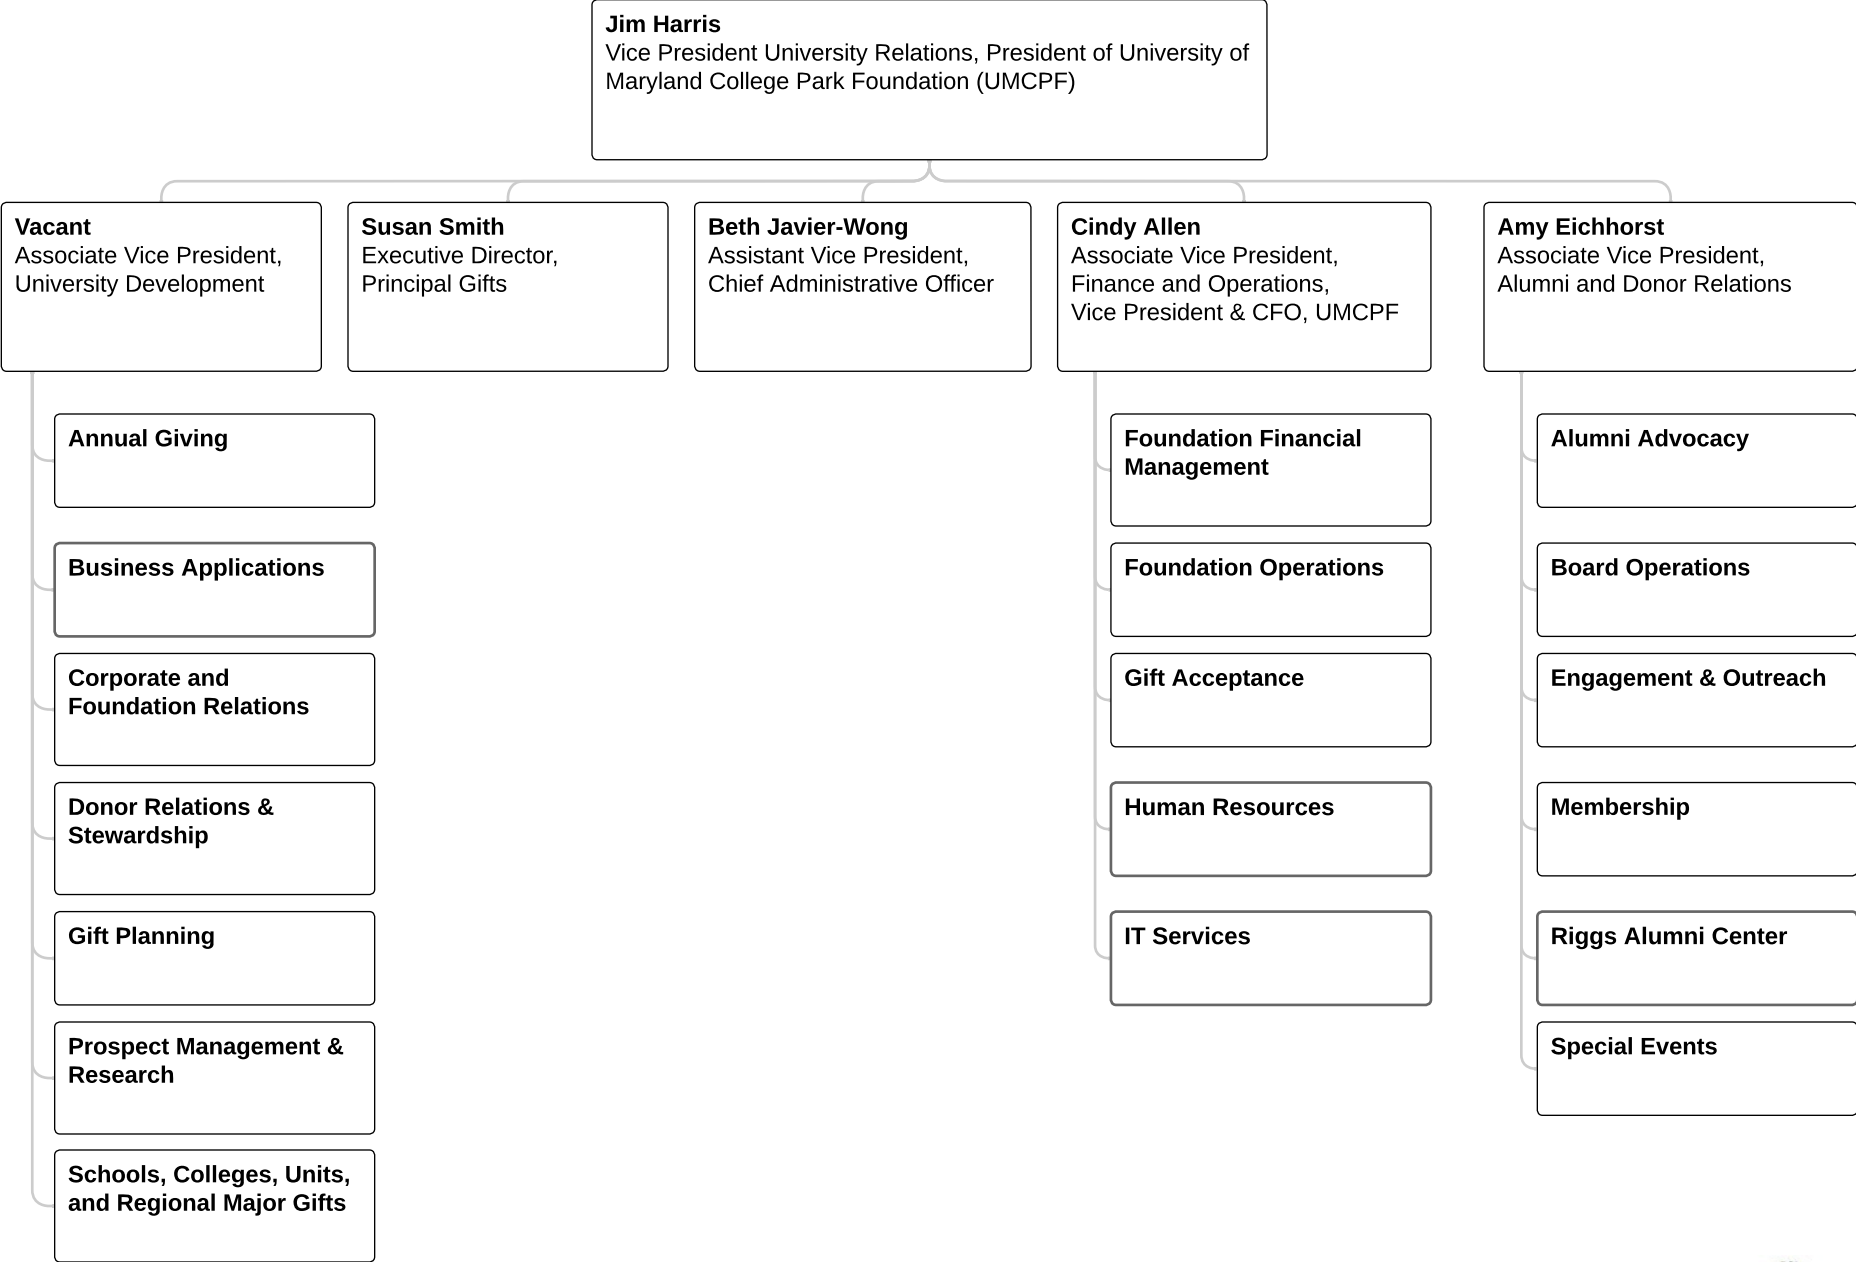 Jim Harris
Vice President University Relations, President of University of
Maryland College Park Foundation (UMCPF)
Vacant
Associate Vice President,
University Development
Susan Smith
Executive Director,
Principal Gifts
Beth Javier-Wong
Assistant Vice President,
Chief Administrative Officer
Cindy Allen
Associate Vice President,
Finance and Operations,
Vice President & CFO, UMCPF
Amy Eichhorst
Associate Vice President,
Alumni and Donor Relations
Annual Giving
Business Applications
Corporate and
Foundation Relations
Donor Relations &
Stewardship
Gift Planning
Prospect Management &
Research
Schools, Colleges, Units,
and Regional Major Gifts
Foundation Financial
Management
Foundation Operations
Gift Acceptance
Human Resources
IT Services
Alumni Advocacy
Board Operations
Engagement & Outreach
Membership
Riggs Alumni Center
Special Events